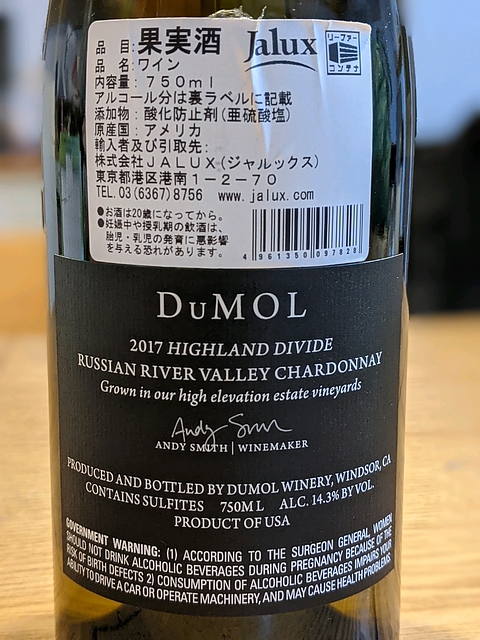 品 目:果実酒 Jalux リーファー コンテナ
品 名:ワイン
内容量:750ml
アルコール分は裏ラベルに記載
添加物:酸化防止剤(亜硫酸塩)
原産国:アメリカ
輸入者及び引取先:
株式会社JALUX(ジャルックス)
東京都港区港南1-2-70
TEL.03(6367)8756 www.jalux.com
●お酒は20歳になってから。
●妊娠中や授乳期の飲酒は、
胎児・乳児の発育に悪影響
を与える恐れがあります。
4 961350 097828
DuMOL
2017 HIGHLAND DIVIDE
RUSSIAN RIVER VALLEY CHARDONNAY
Grown in our high elevation estate vineyards
Andy Smith
ANDY SMITH | WINEMAKER
PRODUCED AND BOTTLED BY DUMOL WINERY, WINDSOR, CA
CONTAINS SULFITES 750ML ALC. 14.3% BY VOL.
PRODUCT OF USA
GOVERNMENT WARNING: (1) ACCORDING TO THE SURGEON GENERAL, WOMEN
SHOULD NOT DRINK ALCOHOLIC BEVERAGES DURING PREGNANCY BECAUSE OF THE
RISK OF BIRTH DEFECTS 2) CONSUMPTION OF ALCOHOLIC BEVERAGES IMPAIRS YOUR
ABILITY TO DRIVE A CAR OR OPERATE MACHINERY, AND MAY CAUSE HEALTH PROBLEMS.